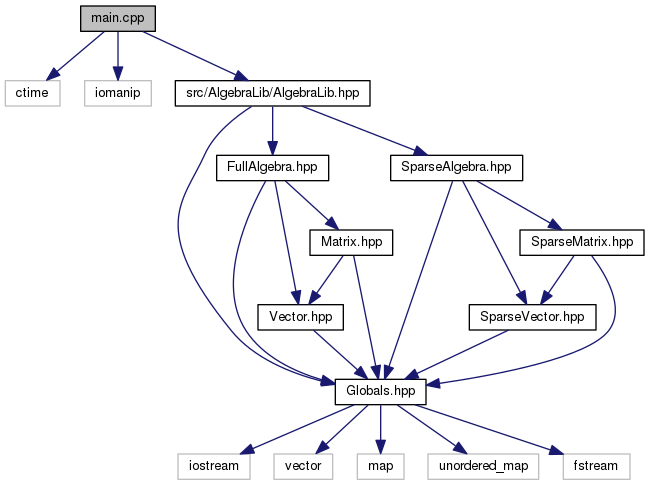 main.cpp
ctime
iomanip
src/AlgebraLib/AlgebraLib.hpp
FullAlgebra.hpp
SparseAlgebra.hpp
Matrix.hpp
SparseMatrix.hpp
Vector.hpp
SparseVector.hpp
Globals.hpp
iostream
vector
map
unordered_map
fstream